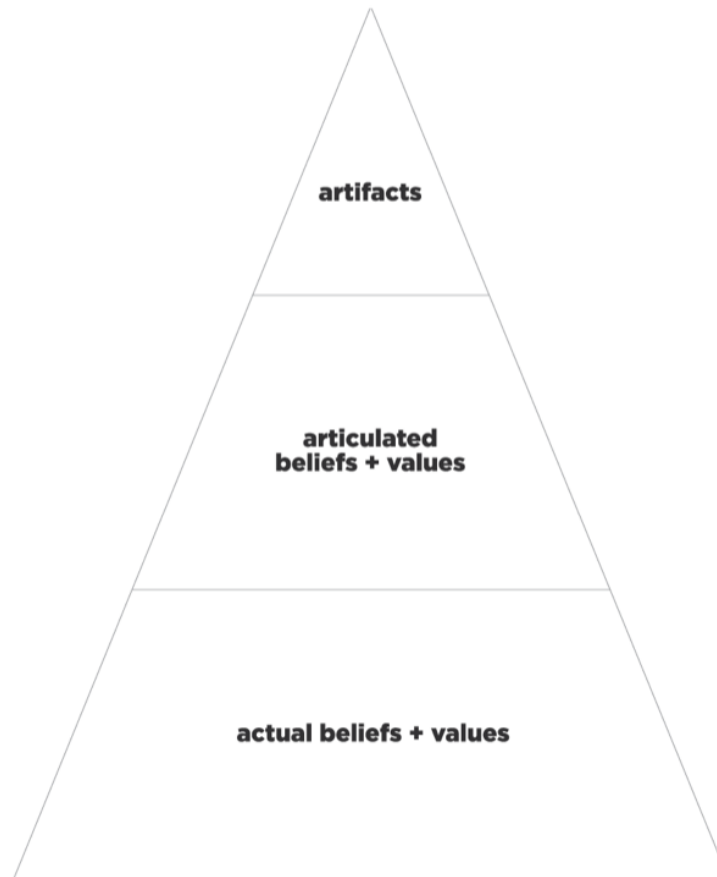 artifacts
articulated
beliefs + values
actual beliefs + values